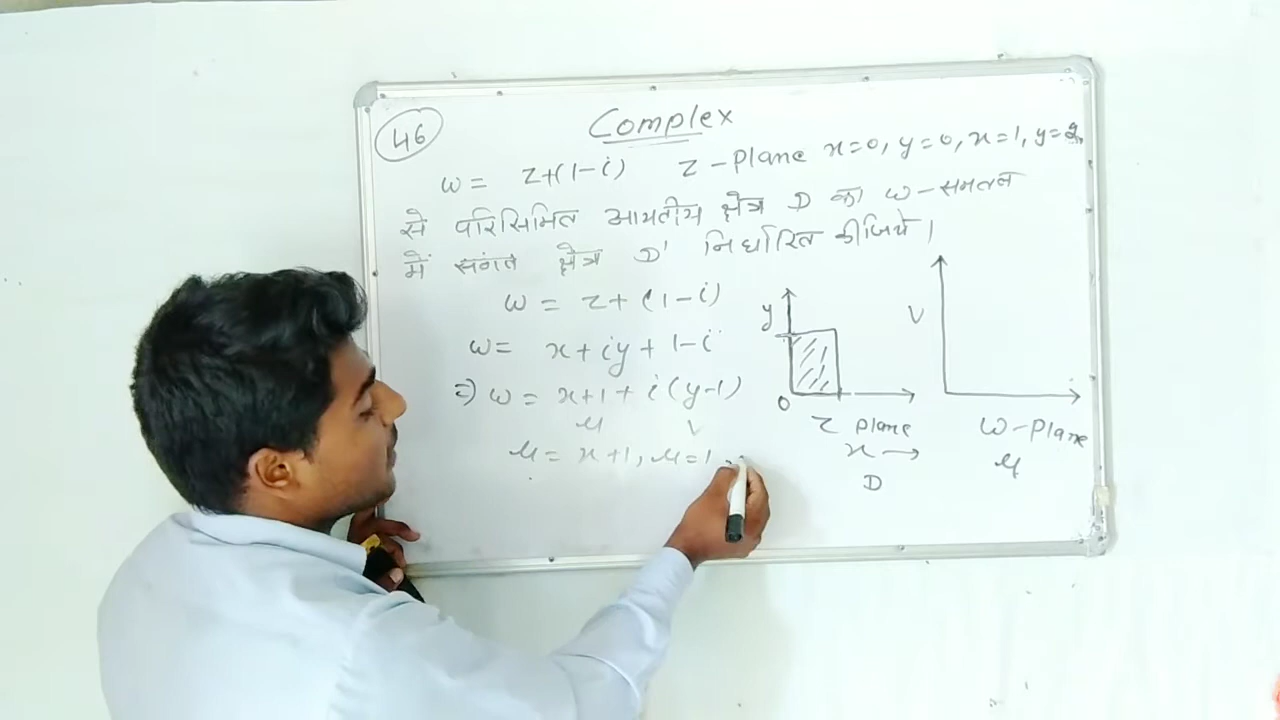 46
Complex
w = z+(1-i) z-plane x=0, y=0, x=1, y=2,
से परिसिमित आयतीय क्षेत्र D का w-समतल
में संगत क्षेत्र D' निर्धारित कीजिये।
w = z + (1-i)
w = x+iy+1-i
=) w = x+1+i(y-1)
u v
u = x+1, u=1
y
0
z plane
x →
D
v
w-plane
u